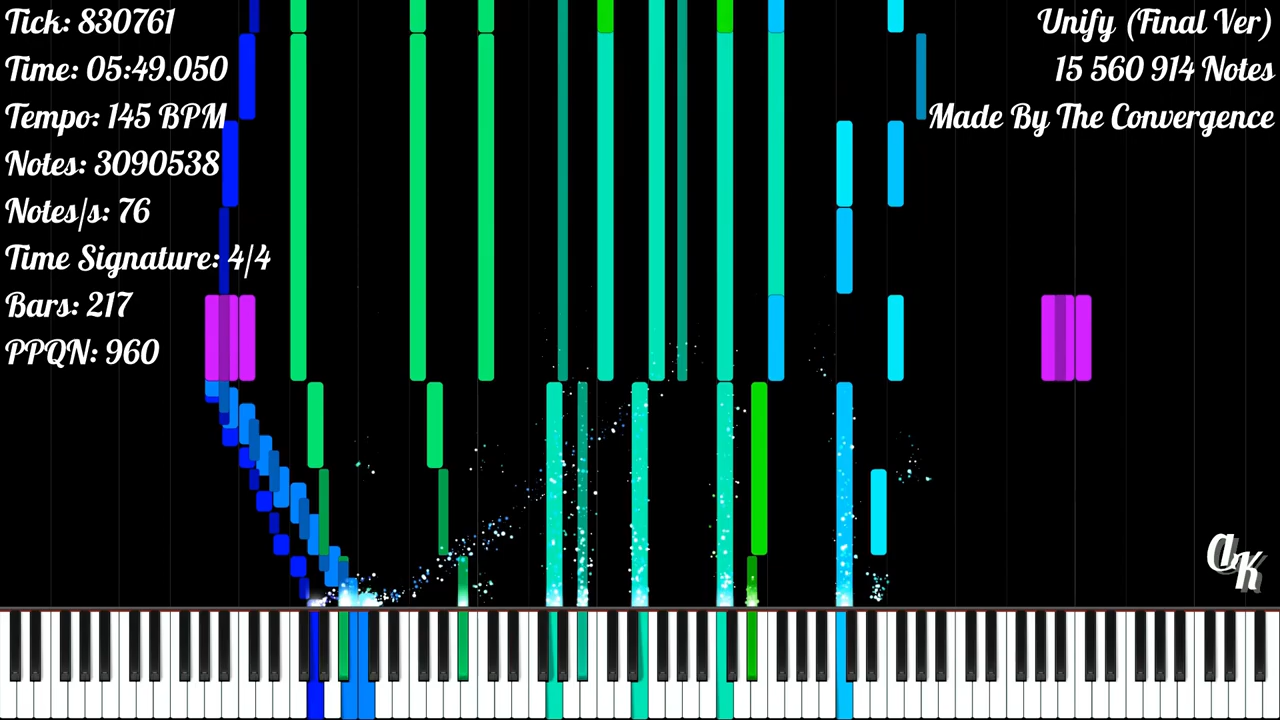 Tick: 830761
Time: 05:49.050
Tempo: 145 BPM
Notes: 3090538
Notes/s: 76
Time Signature: 4/4
Bars: 217
PPQN: 960
Unify (Final Ver)
15 560 914 Notes
Made By The Convergence
aK